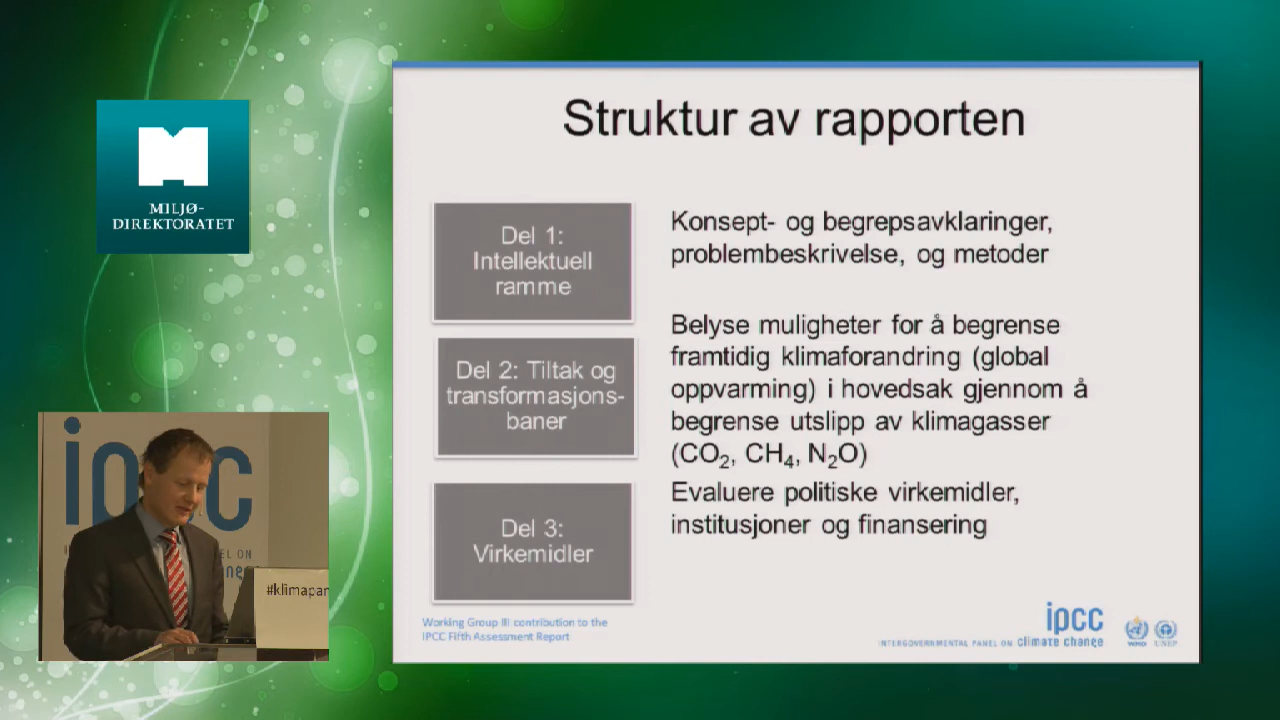 MILJØ-
DIREKTORATET
Struktur av rapporten
Del 1:
Intellektuell
ramme
Konsept- og begrepsavklaringer,
problembeskrivelse, og metoder
Del 2: Tiltak og
transformasjons-
baner
Belyse muligheter for å begrense
framtidig klimaforandring (global
oppvarming) i hovedsak gjennom å
begrense utslipp av klimagasser
(CO₂, CH₄, N₂O)
Del 3:
Virkemidler
Evaluere politiske virkemidler,
institusjoner og finansering
Working Group III contribution to the
IPCC Fifth Assessment Report
ipcc
INTERGOVERNMENTAL PANEL ON climate change
WMO
UNEP
ipcc
EL ON
#klimapan